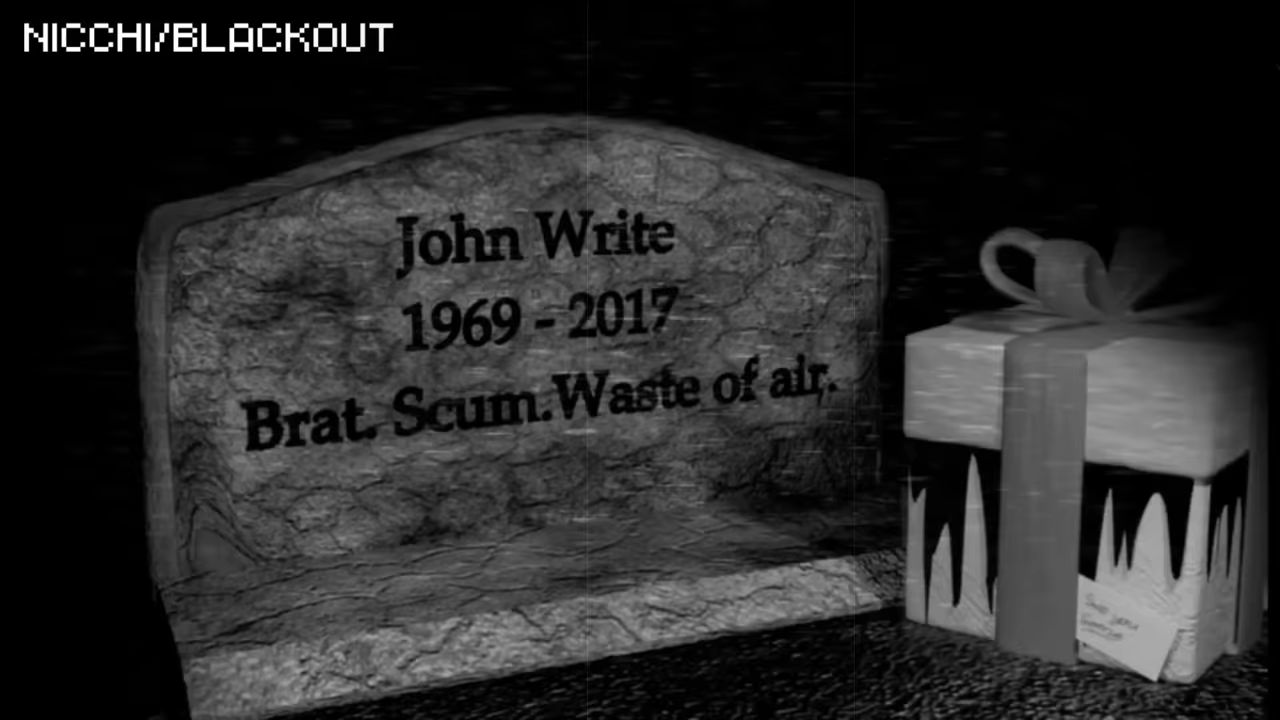 NICCHI/BLACKOUT
John Write
1969 - 2017
Brat. Scum.Waste of air.